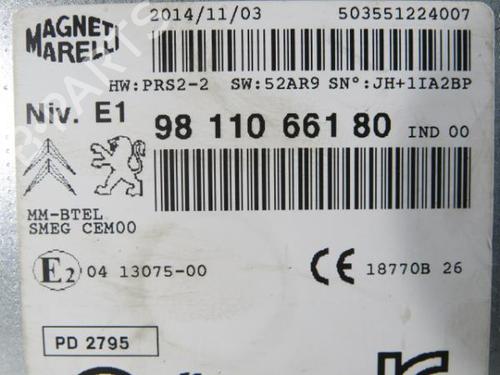 MAGNETI
MARELLI
2014/11/03 503551224007
HW:PRS2-2 SW:52AR9 SN°:JH+1IA2BP
Niv. E1
98 110 661 80 IND 00
MM-BTEL
SMEG CEM00
E2 04 13075-00
CE 18770B 26
PD 2795